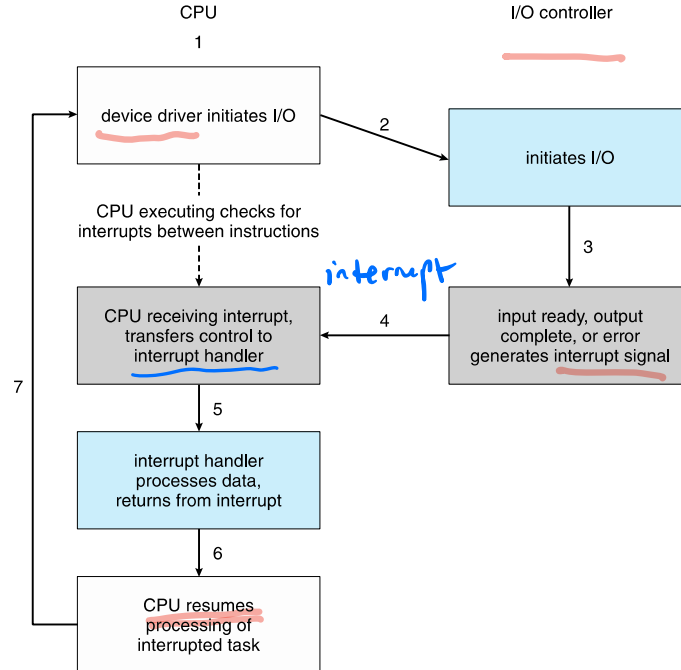 CPU
I/O controller
1
device driver initiates I/O
2
initiates I/O
CPU executing checks for
interrupts between instructions
3
interrupt
CPU receiving interrupt,
transfers control to
interrupt handler
4
input ready, output
complete, or error
generates interrupt signal
7
5
interrupt handler
processes data,
returns from interrupt
6
CPU resumes
processing of
interrupted task